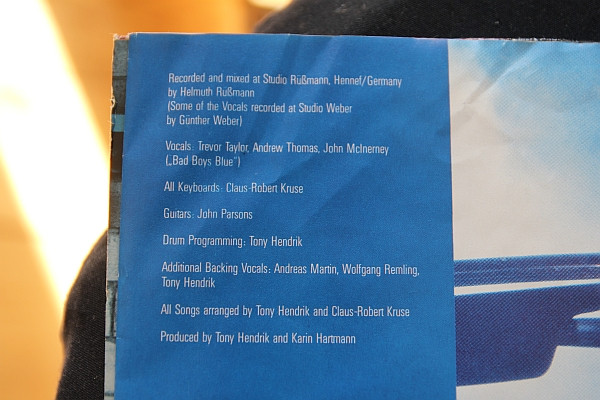 Recorded and mixed at Studio Rüßmann, Hennef/Germany
by Helmuth Rüßmann
(Some of the Vocals recorded at Studio Weber
by Günther Weber)
Vocals: Trevor Taylor, Andrew Thomas, John McInerney
(„Bad Boys Blue“)
All Keyboards: Claus-Robert Kruse
Guitars: John Parsons
Drum Programming: Tony Hendrik
Additional Backing Vocals: Andreas Martin, Wolfgang Remling,
Tony Hendrik
All Songs arranged by Tony Hendrik and Claus-Robert Kruse
Produced by Tony Hendrik and Karin Hartmann